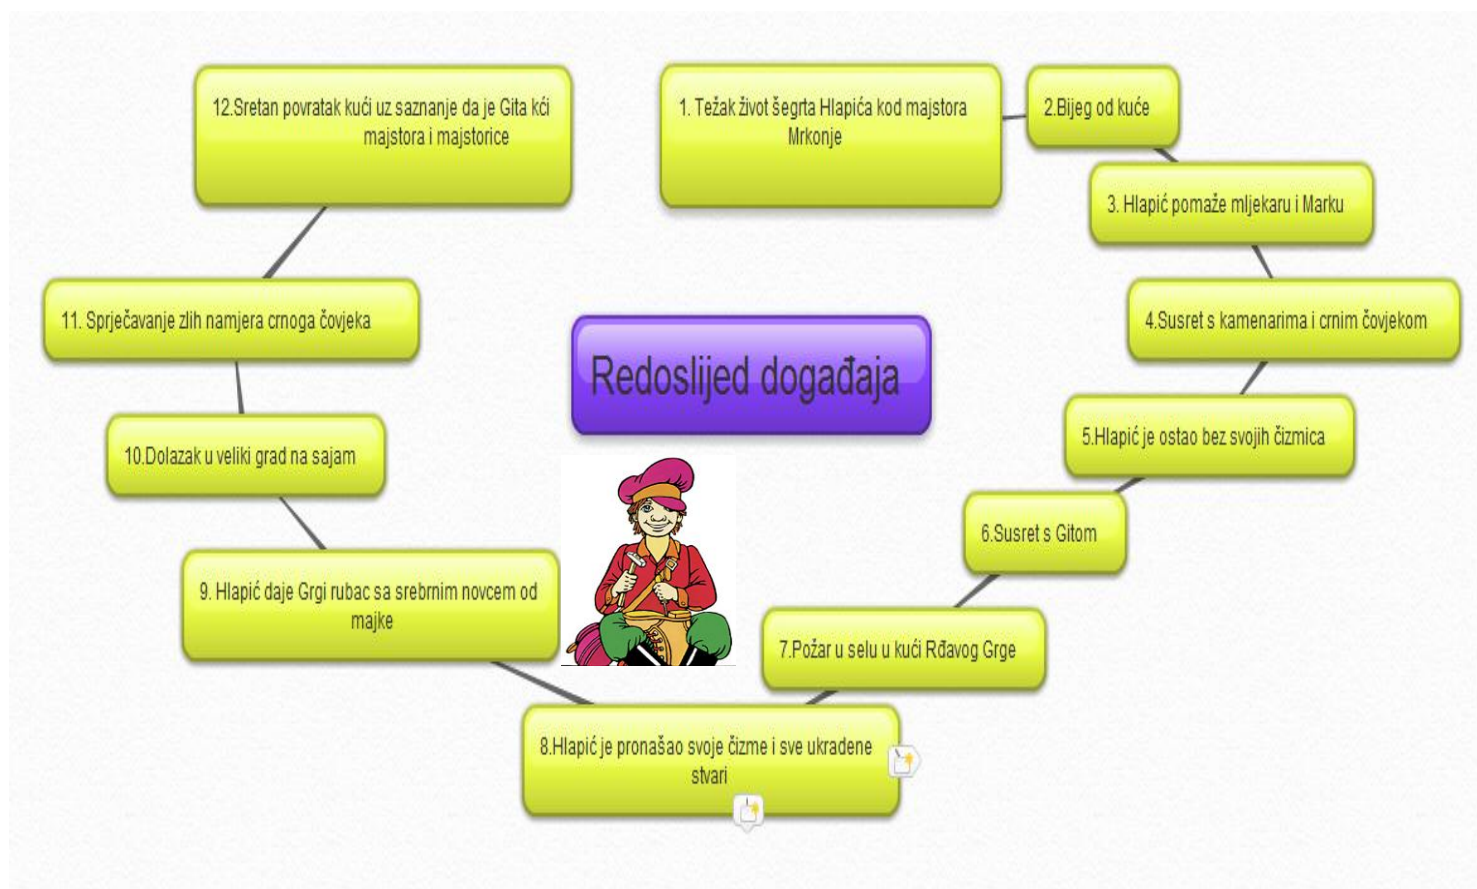 Redoslijed događaja
1. Težak život šegrta Hlapića kod majstora
Mrkonje
2.Bijeg od kuće
3. Hlapić pomaže mljekaru i Marku
4.Susret s kamenarima i crnim čovjekom
5.Hlapić je ostao bez svojih čizmica
6.Susret s Gitom
7.Požar u selu u kući Rđavog Grge
8.Hlapić je pronašao svoje čizme i sve ukradene
stvari
9. Hlapić daje Grgi rubac sa srebrnim novcem od
majke
10.Dolazak u veliki grad na sajam
11. Sprječavanje zlih namjera crnoga čovjeka
12.Sretan povratak kući uz saznanje da je Gita kći
majstora i majstorice